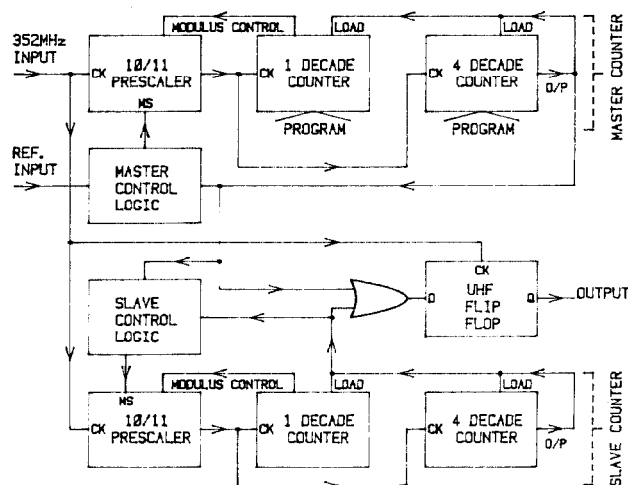 MODULUS CONTROL
LOAD
352MHz
INPUT
CK
10/11
PRESCALER
MS
CK
1 DECADE
COUNTER
CK
4 DECADE
COUNTER
O/P
MASTER COUNTER
PROGRAM
PROGRAM
REF.
INPUT
MASTER
CONTROL
LOGIC
SLAVE
CONTROL
LOGIC
CK
D
UHF
FLIP
FLOP
Q
OUTPUT
MS
MODULUS CONTROL
LOAD
LOAD
CK
10/11
PRESCALER
CK
1 DECADE
COUNTER
CK
4 DECADE
COUNTER
O/P
SLAVE COUNTER